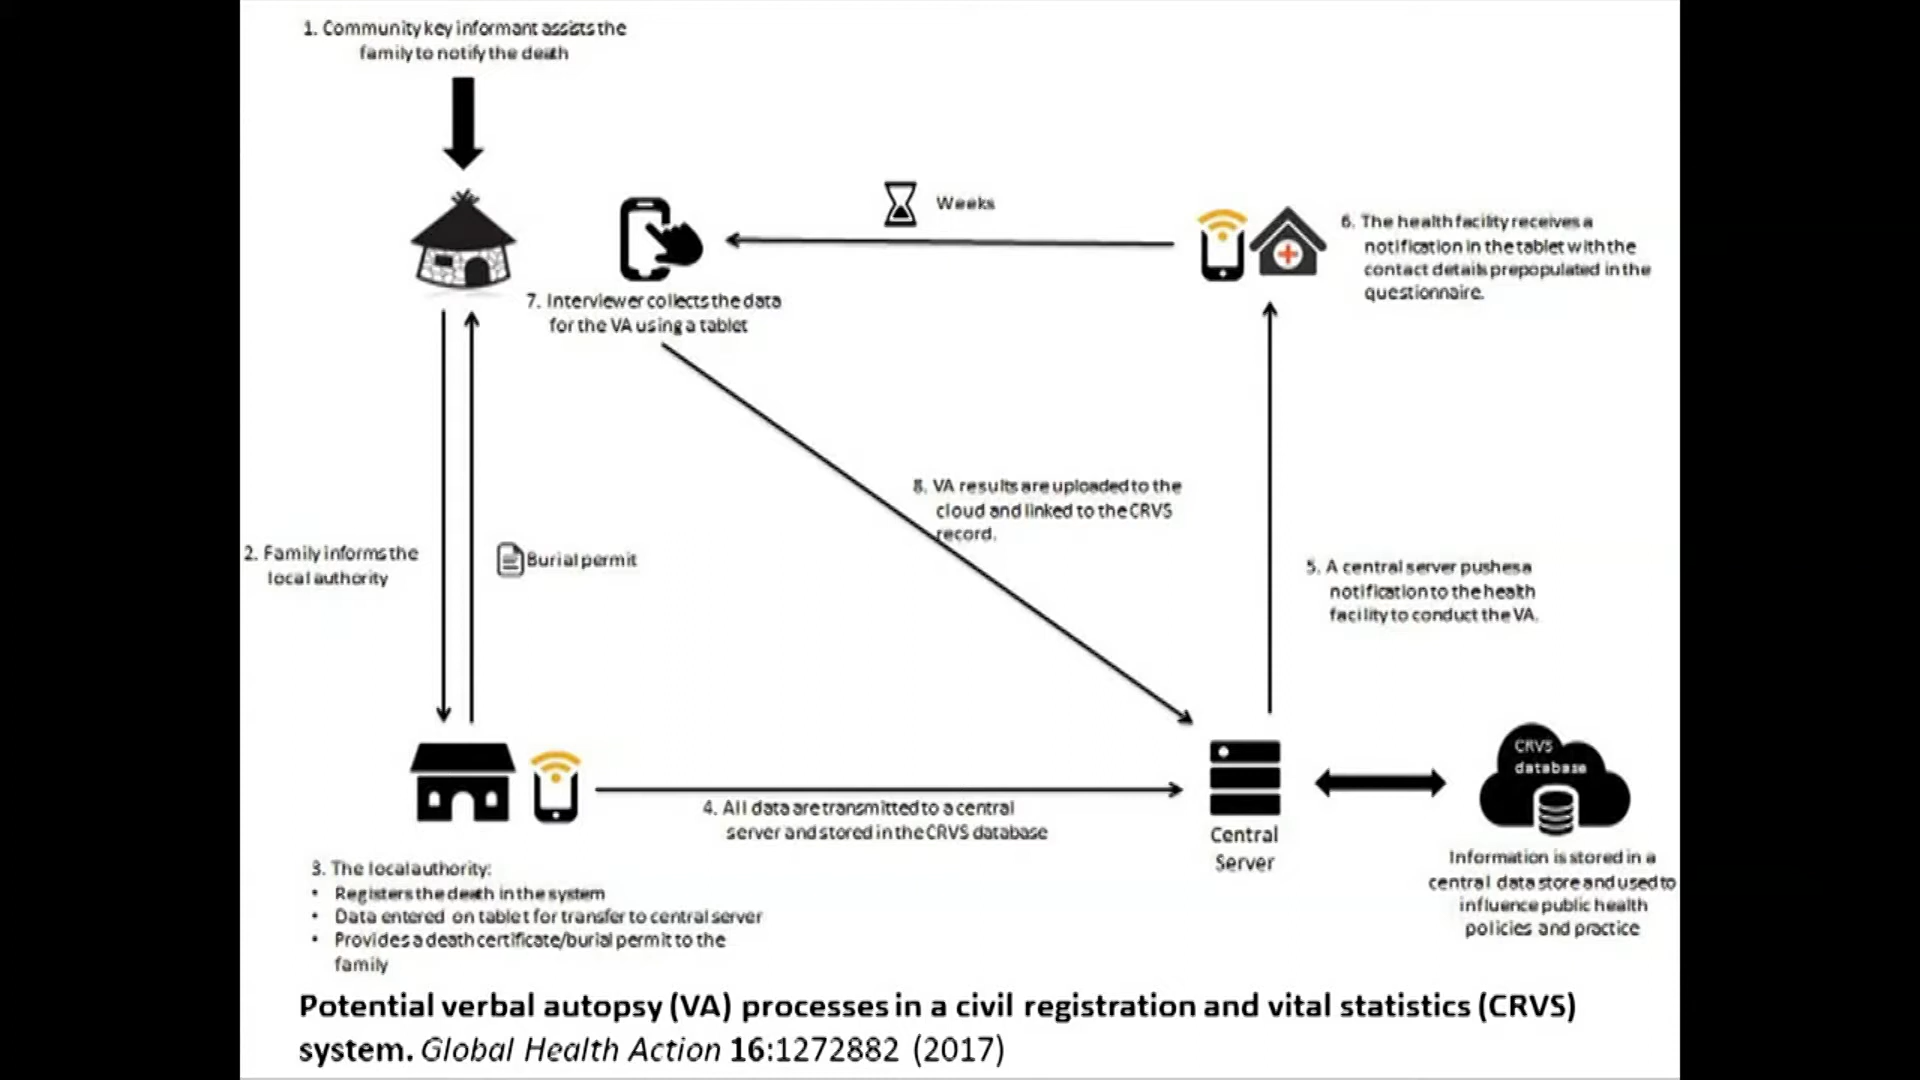 1. Community key informant assists the
family to notify the death
Weeks
6. The health facility receives a
notification in the tablet with the
contact details prepopulated in the
questionnaire.
7. Interviewer collects the data
for the VA using a tablet
8. VA results are uploaded to the
cloud and linked to the CRVS
record.
2. Family informs the
local authority
Burial permit
5. A central server pushes a
notification to the health
facility to conduct the VA.
CRVS
database
4. All data are transmitted to a central
server and stored in the CRVS database
Central
Server
3. The local authority:
• Registers the death in the system
• Data entered on tablet for transfer to central server
• Provides a death certificate/burial permit to the
family
Information is stored in a
central data store and used to
influence public health
policies and practice
Potential verbal autopsy (VA) processes in a civil registration and vital statistics (CRVS)
system. Global Health Action 16:1272882 (2017)